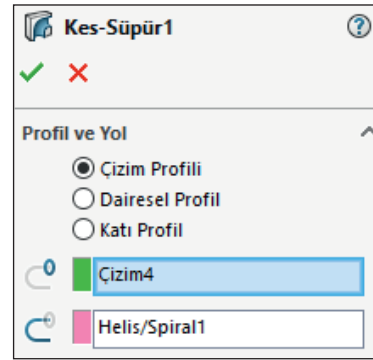 Kes-Süpür1
Profil ve Yol
Çizim Profili
Dairesel Profil
Katı Profil
Çizim4
Helis/Spiral1